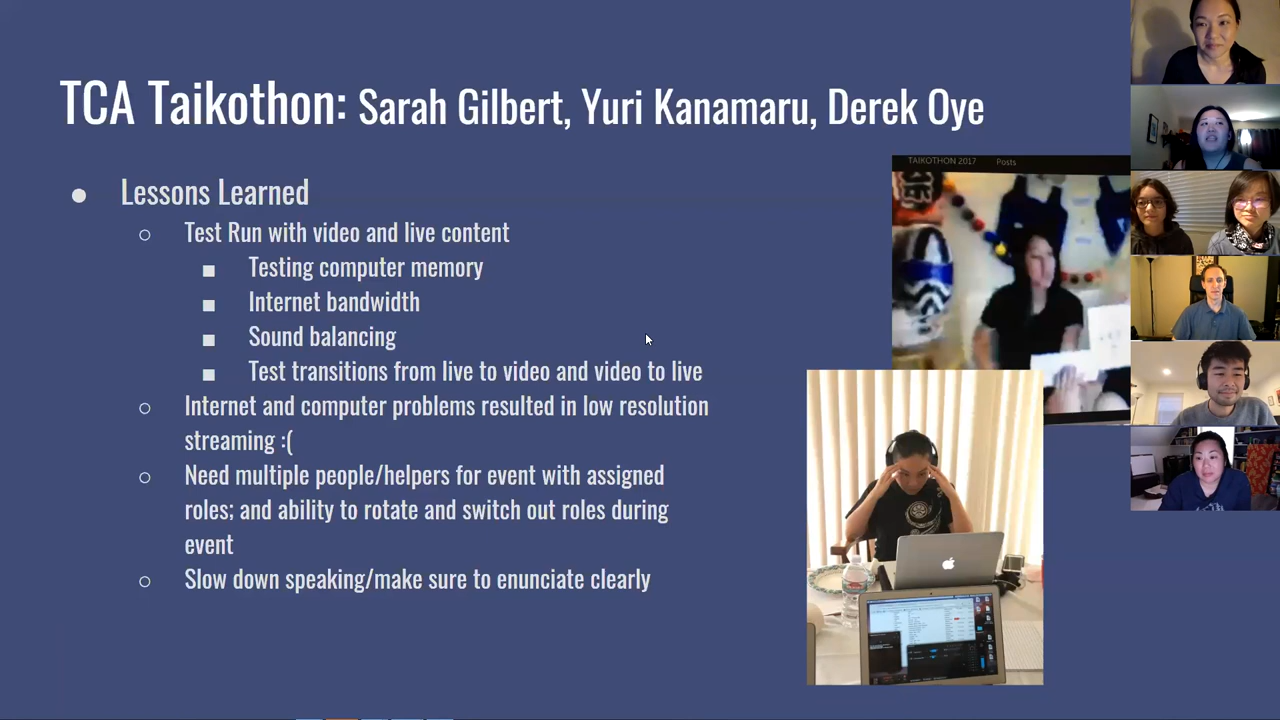 TCA Taikothon: Sarah Gilbert, Yuri Kanamaru, Derek Oye
● Lessons Learned
○ Test Run with video and live content
■ Testing computer memory
■ Internet bandwidth
■ Sound balancing
■ Test transitions from live to video and video to live
○ Internet and computer problems resulted in low resolution
streaming :(
○ Need multiple people/helpers for event with assigned
roles; and ability to rotate and switch out roles during
event
○ Slow down speaking/make sure to enunciate clearly
TAIKOTHON 2017 Posts